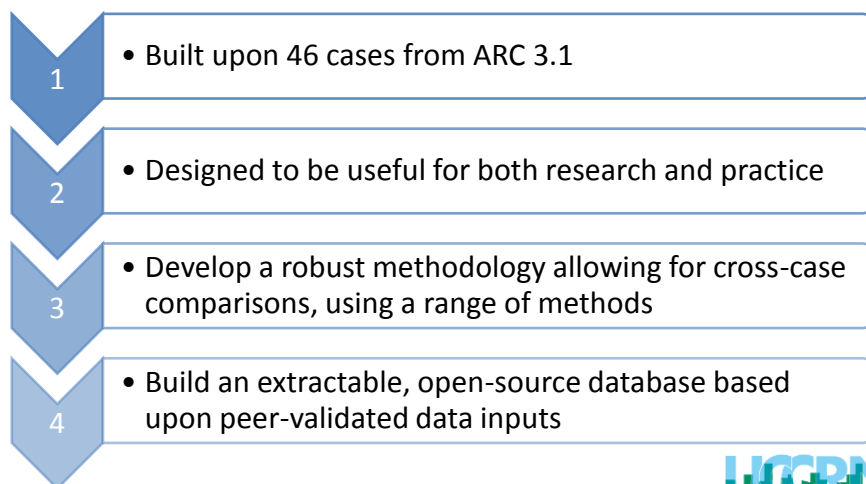 1
• Built upon 46 cases from ARC 3.1
2
• Designed to be useful for both research and practice
3
• Develop a robust methodology allowing for cross-case
comparisons, using a range of methods
4
• Build an extractable, open-source database based
upon peer-validated data inputs